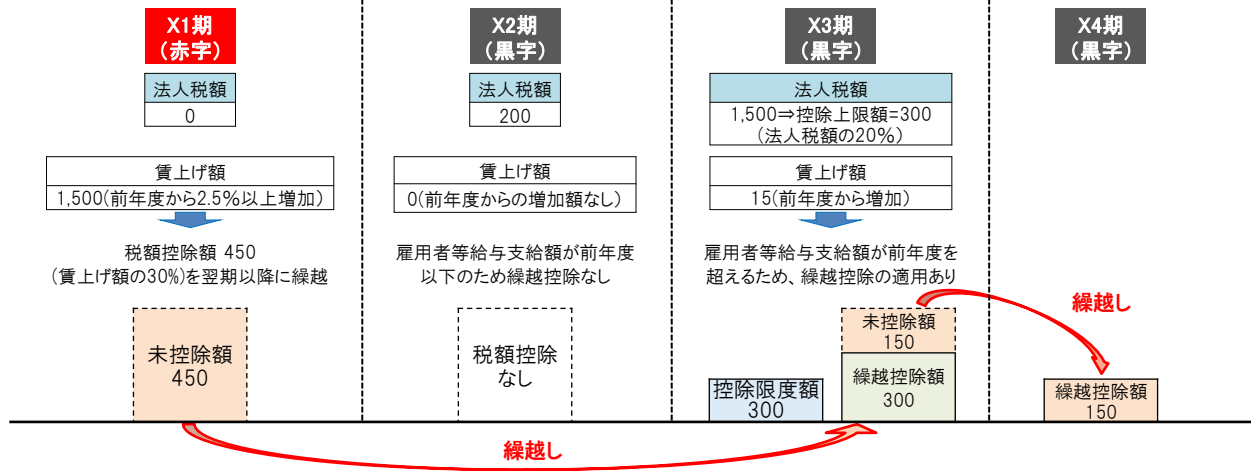 X1期
(赤字)
法人税額
0
賃上げ額
1,500(前年度から2.5%以上増加)
税額控除額 450
(賃上げ額の30%)を翌期以降に繰越
未控除額
450
X2期
(黒字)
法人税額
200
賃上げ額
0(前年度からの増加額なし)
雇用者等給与支給額が前年度
以下のため繰越控除なし
税額控除
なし
X3期
(黒字)
法人税額
1,500⇒控除上限額=300
(法人税額の20%)
賃上げ額
15(前年度から増加)
雇用者等給与支給額が前年度を
超えるため、繰越控除の適用あり
未控除額
150
控除限度額
300
繰越控除額
300
X4期
(黒字)
繰越し
繰越控除額
150
繰越し